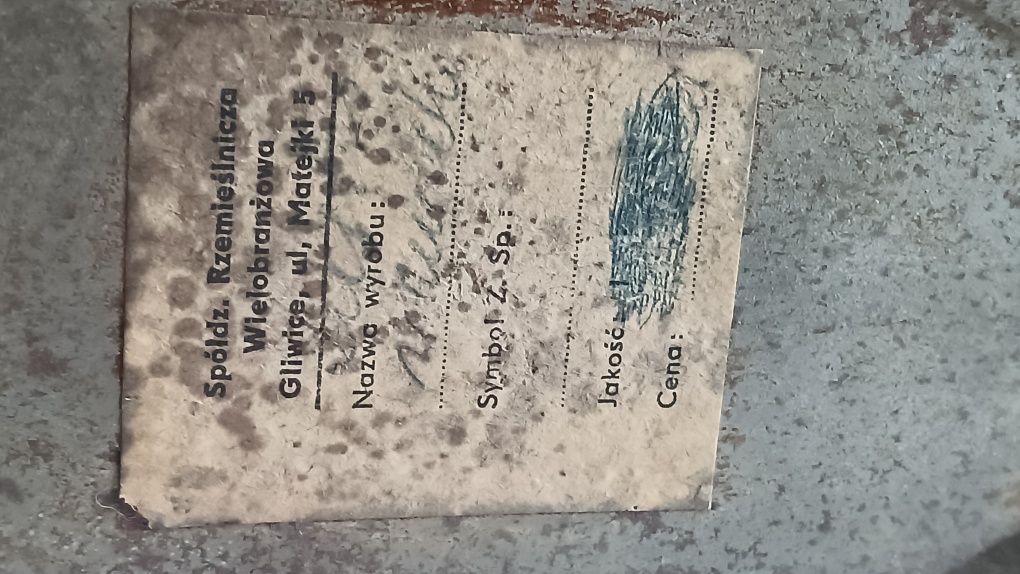 Spółdz. Rzemieślnicza
Wielobranżowa
Gliwice, ul, Matejki 5
Nazwa wyrobu:
Symbol Z. Sp.:
Jakość
Cena: